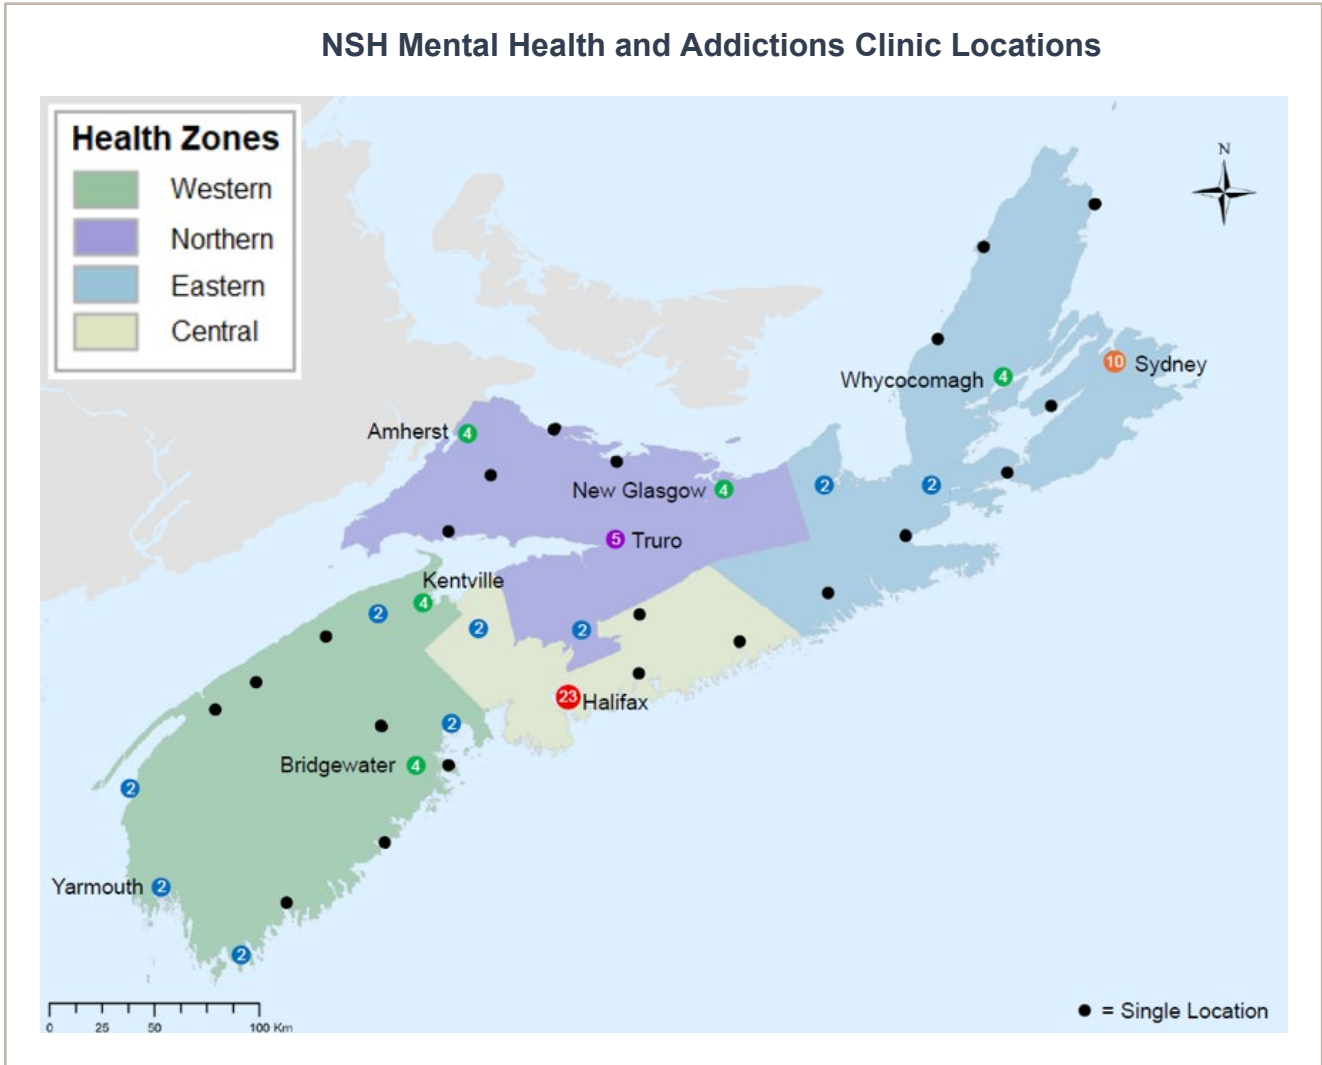 NSH Mental Health and Addictions Clinic Locations
Health Zones
Western
Northern
Eastern
Central
N
10 Sydney
Whycocomagh 4
Amherst 4
New Glasgow 4
2
2
5 Truro
Kentville
4
2
2
2
23 Halifax
2
Bridgewater 4
2
Yarmouth 2
2
0 25 50 100 Km
= Single Location